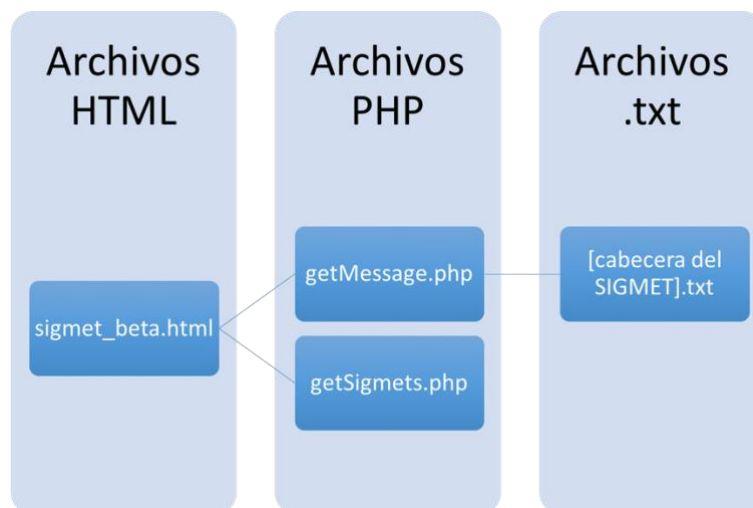 Archivos
HTML
Archivos
PHP
Archivos
.txt
sigmet_beta.html
getMessage.php
getSigmets.php
[cabecera del
SIGMET].txt